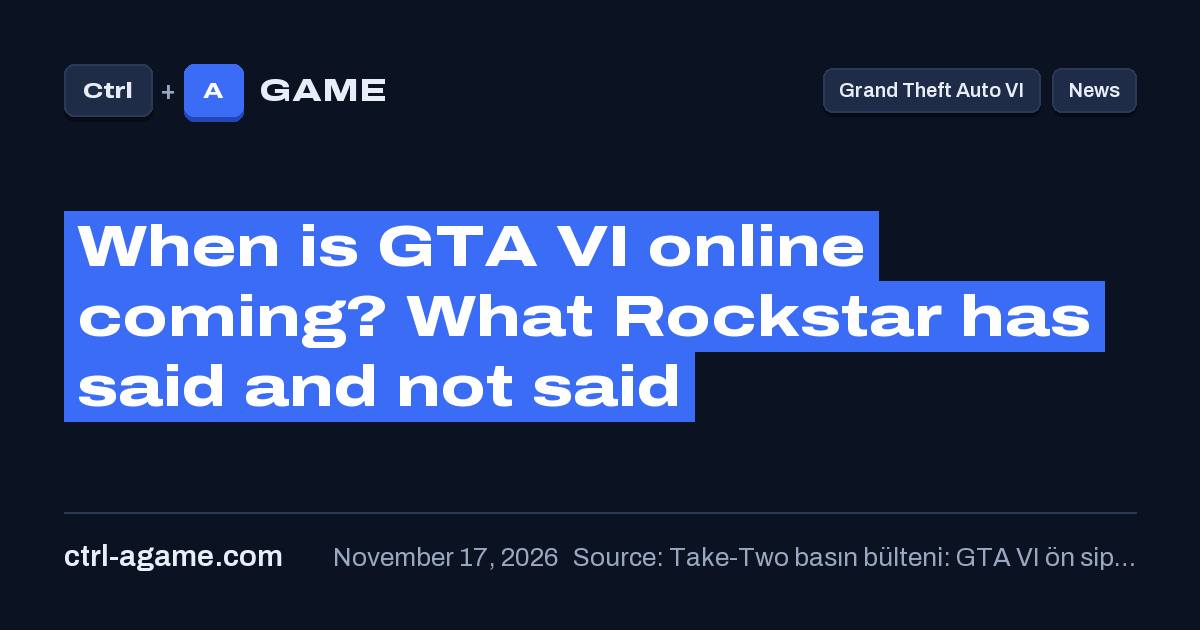 Ctrl + A GAME
Grand Theft Auto VI News
When is GTA VI online
coming? What Rockstar has
said and not said
ctrl-agame.com November 17, 2026 Source: Take-Two basın bülteni: GTA VI ön sip...